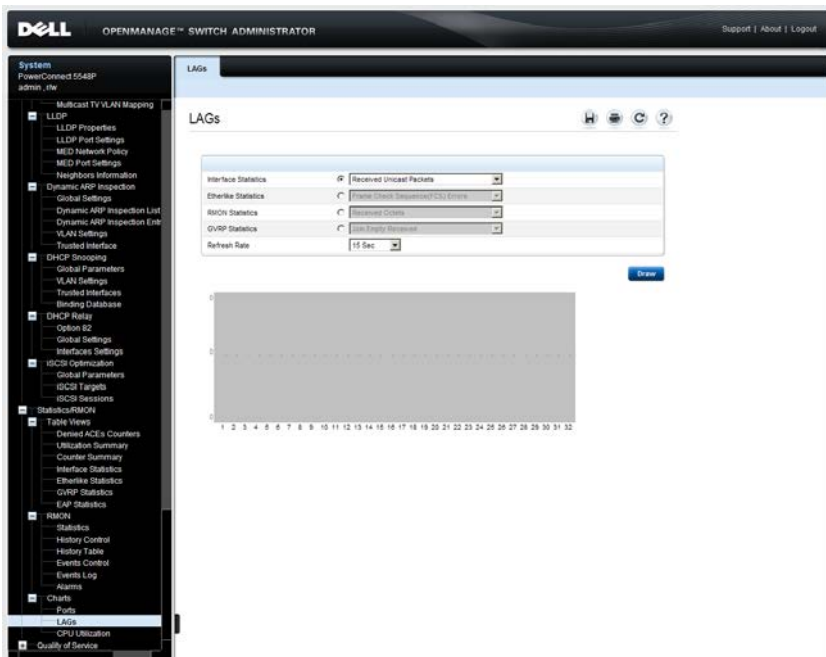 DELL OPENMANAGE™ SWITCH ADMINISTRATOR
Support | About | Logout
System
PowerConnect 5548P
admin , r/w
Multicast TV VLAN Mapping
LLDP
LLDP Properties
LLDP Port Settings
MED Network Policy
MED Port Settings
Neighbors Information
Dynamic ARP Inspection
Global Settings
Dynamic ARP Inspection List
Dynamic ARP Inspection Entr
VLAN Settings
Trusted Interface
DHCP Snooping
Global Parameters
VLAN Settings
Trusted Interfaces
Binding Database
DHCP Relay
Option 82
Global Settings
Interfaces Settings
iSCSI Optimization
Global Parameters
iSCSI Targets
iSCSI Sessions
Statistics/RMON
Table Views
Denied ACEs Counters
Utilization Summary
Counter Summary
Interface Statistics
Etherlike Statistics
GVRP Statistics
EAP Statistics
RMON
Statistics
History Control
History Table
Events Control
Events Log
Alarms
Charts
Ports
LAGs
CPU Utilization
Quality of Service
LAGs
LAGs
Interface Statistics Received Unicast Packets
Etherlike Statistics Frame Check Sequence(FCS) Errors
RMON Statistics Received Octets
GVRP Statistics Join Empty Received
Refresh Rate 15 Sec
Draw
0
0
0
1 2 3 4 5 6 7 8 9 10 11 12 13 14 15 16 17 18 19 20 21 22 23 24 25 26 27 28 29 30 31 32